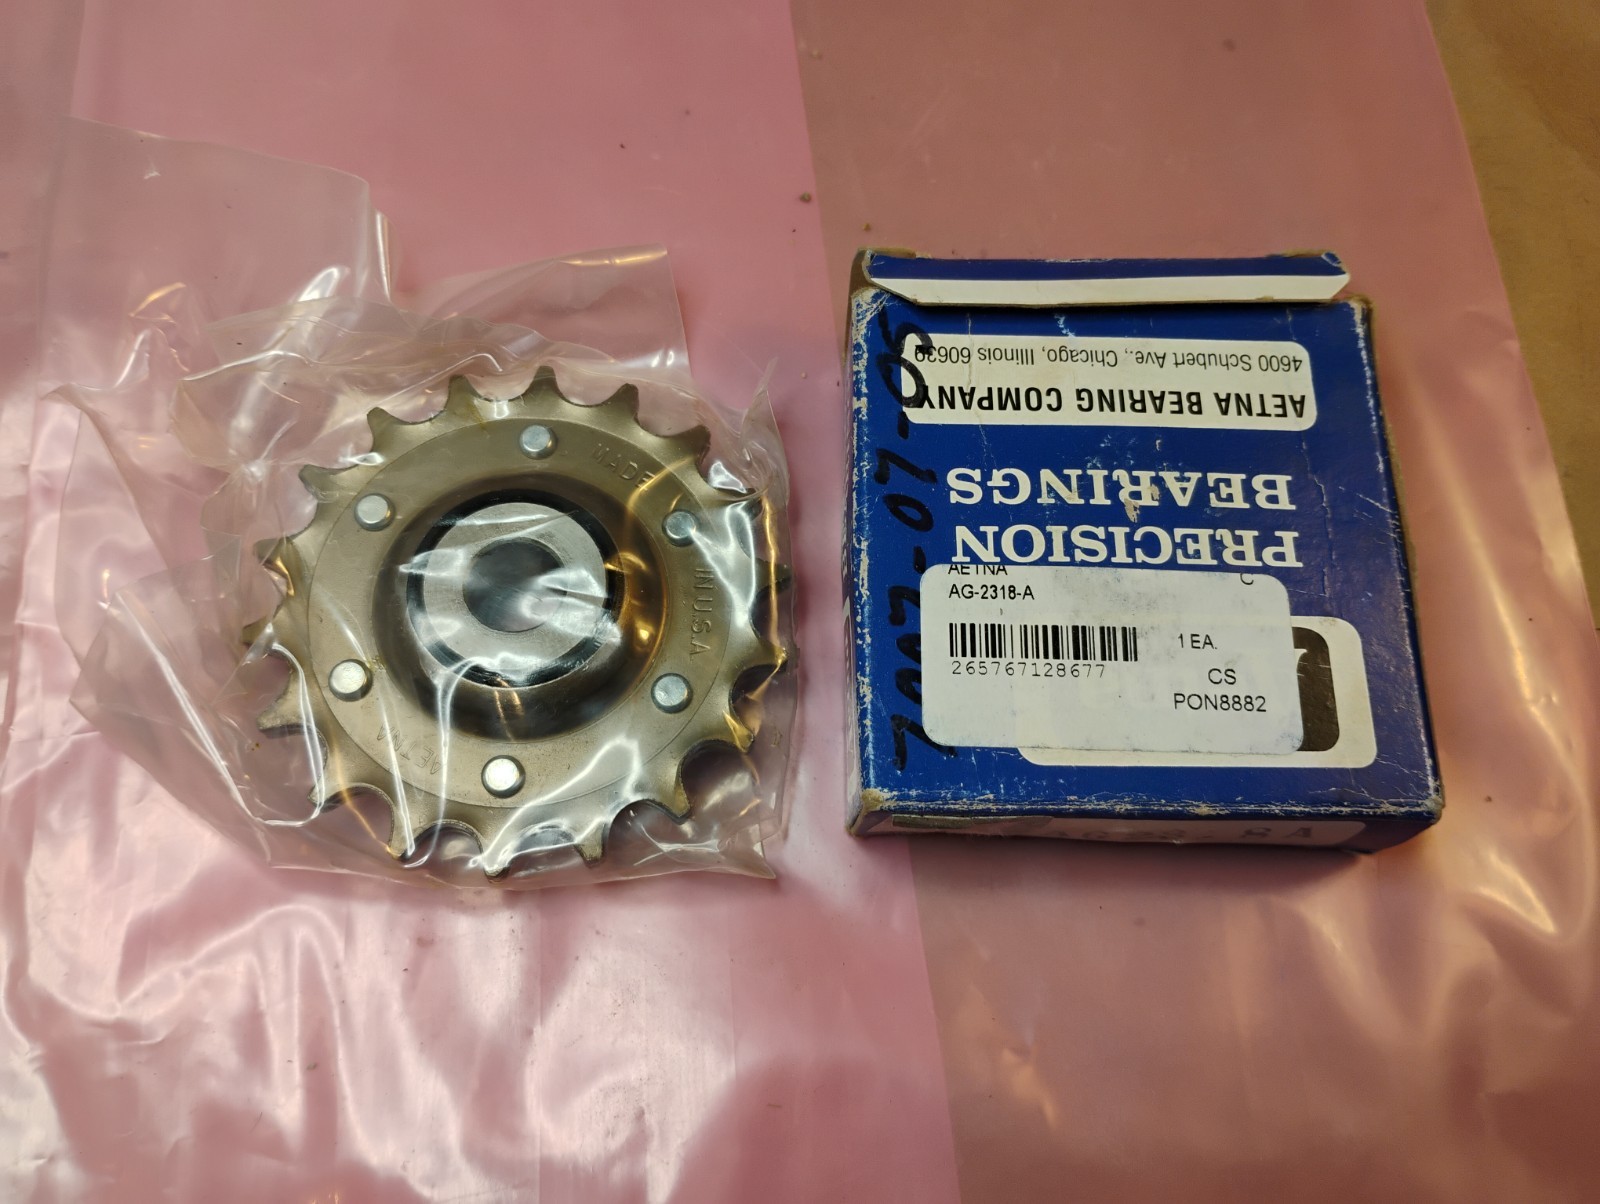 MADE
IN U.S.A
AETNA
2007-07-05
AETNA BEARING COMPANY
4600 Schubert Ave., Chicago, Illinois 60639
PRECISION
BEARINGS
AETNA C
AG-2318-A
265767128677
1 EA.
CS
PON8882